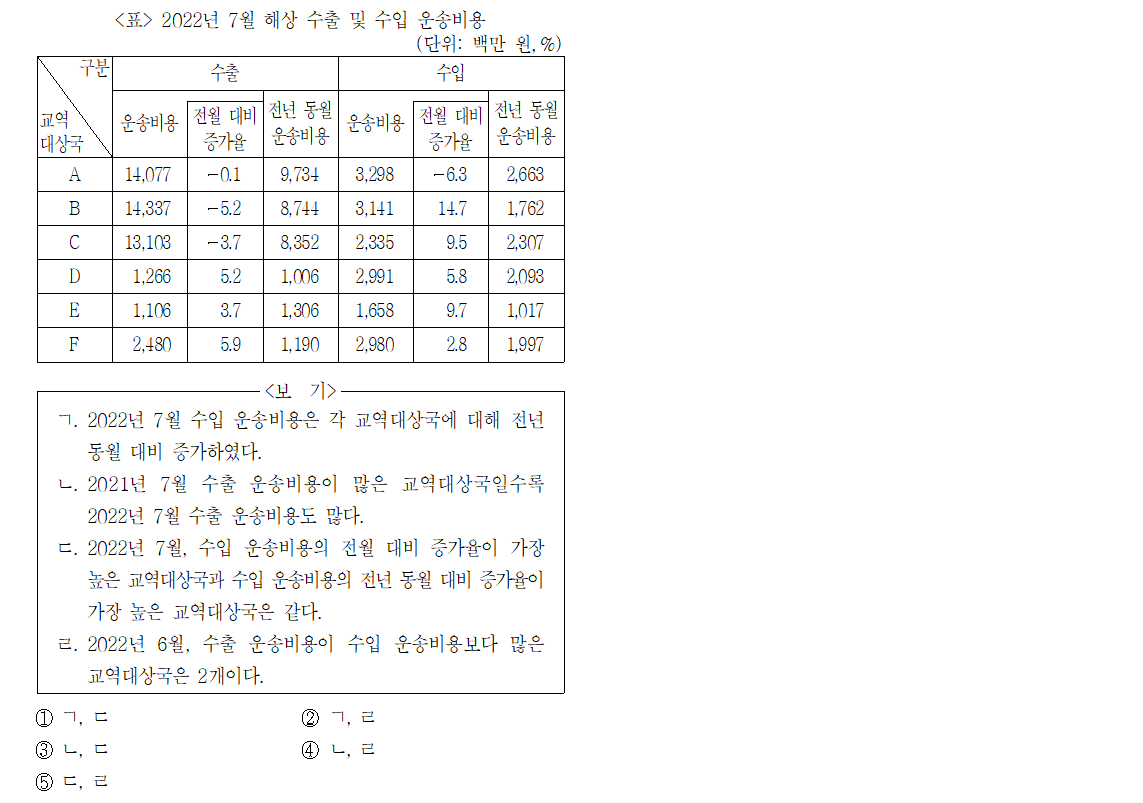 <표> 2022년 7월 해상 수출 및 수입 운송비용
(단위: 백만 원, %)
구분 수출 수입
교역 대상국 운송비용 전월 대비 증가율 전년 동월 운송비용 운송비용 전월 대비 증가율 전년 동월 운송비용
A 14,077 -0.1 9,734 3,298 -6.3 2,663
B 14,337 -5.2 8,744 3,141 14.7 1,762
C 13,103 -3.7 8,352 2,335 9.5 2,307
D 1,266 5.2 1,006 2,991 5.8 2,093
E 1,106 3.7 1,306 1,658 9.7 1,017
F 2,480 5.9 1,190 2,980 2.8 1,997
<보 기>
ㄱ. 2022년 7월 수입 운송비용은 각 교역대상국에 대해 전년
동월 대비 증가하였다.
ㄴ. 2021년 7월 수출 운송비용이 많은 교역대상국일수록
2022년 7월 수출 운송비용도 많다.
ㄷ. 2022년 7월, 수입 운송비용의 전월 대비 증가율이 가장
높은 교역대상국과 수입 운송비용의 전년 동월 대비 증가율이
가장 높은 교역대상국은 같다.
ㄹ. 2022년 6월, 수출 운송비용이 수입 운송비용보다 많은
교역대상국은 2개이다.
① ㄱ, ㄷ ② ㄱ, ㄹ
③ ㄴ, ㄷ ④ ㄴ, ㄹ
⑤ ㄷ, ㄹ